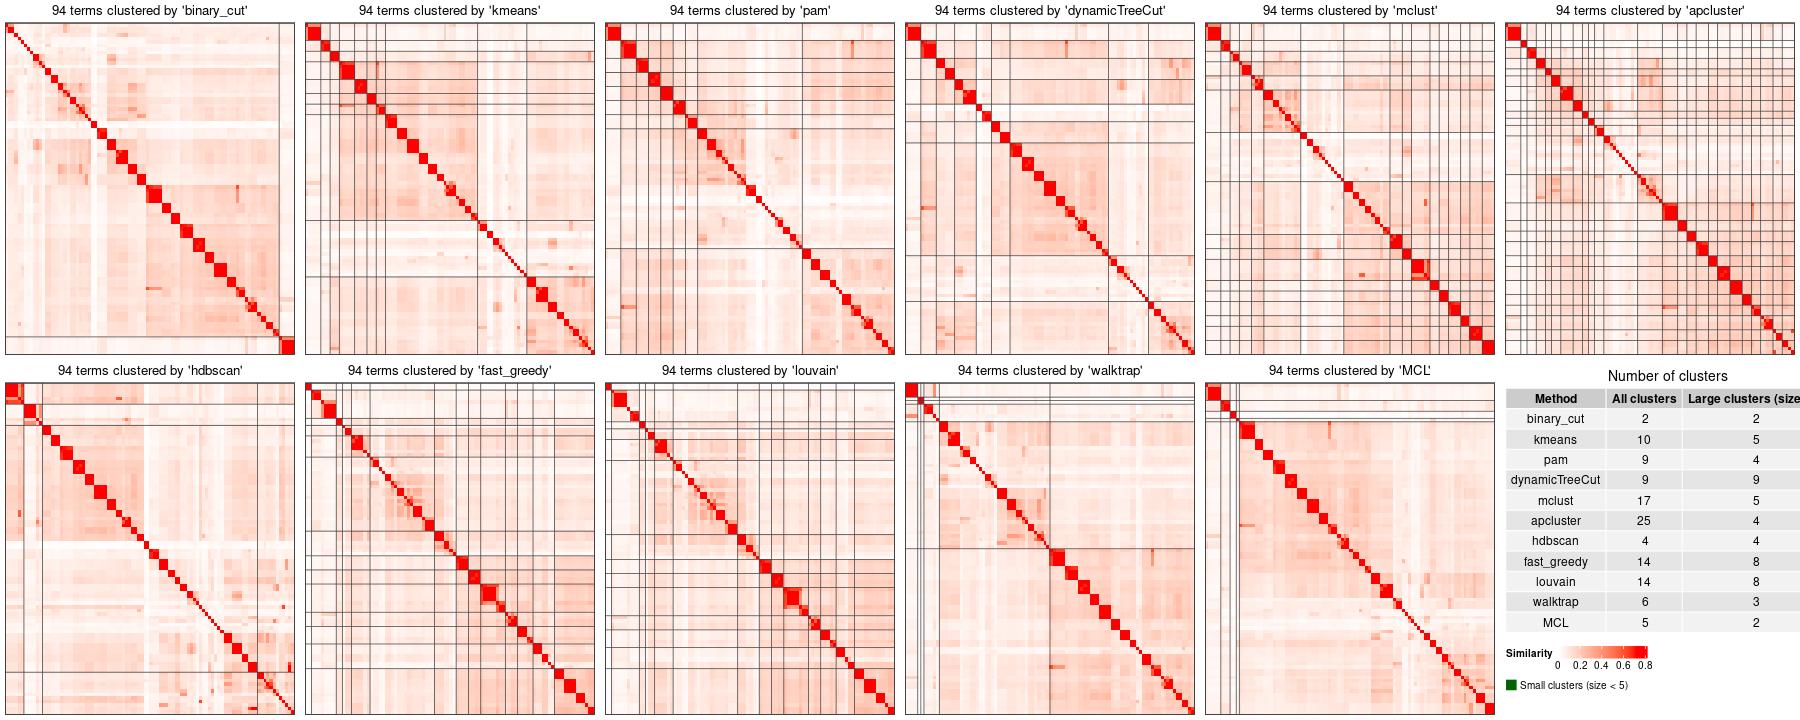 94 terms clustered by 'binary_cut'
94 terms clustered by 'kmeans'
94 terms clustered by 'pam'
94 terms clustered by 'dynamicTreeCut'
94 terms clustered by 'mclust'
94 terms clustered by 'apcluster'
94 terms clustered by 'hdbscan'
94 terms clustered by 'fast_greedy'
94 terms clustered by 'louvain'
94 terms clustered by 'walktrap'
94 terms clustered by 'MCL'
Number of clusters
Method All clusters Large clusters (size
binary_cut 2 2
kmeans 10 5
pam 9 4
dynamicTreeCut 9 9
mclust 17 5
apcluster 25 4
hdbscan 4 4
fast_greedy 14 8
louvain 14 8
walktrap 6 3
MCL 5 2
Similarity
0 0.2 0.4 0.6 0.8
Small clusters (size < 5)